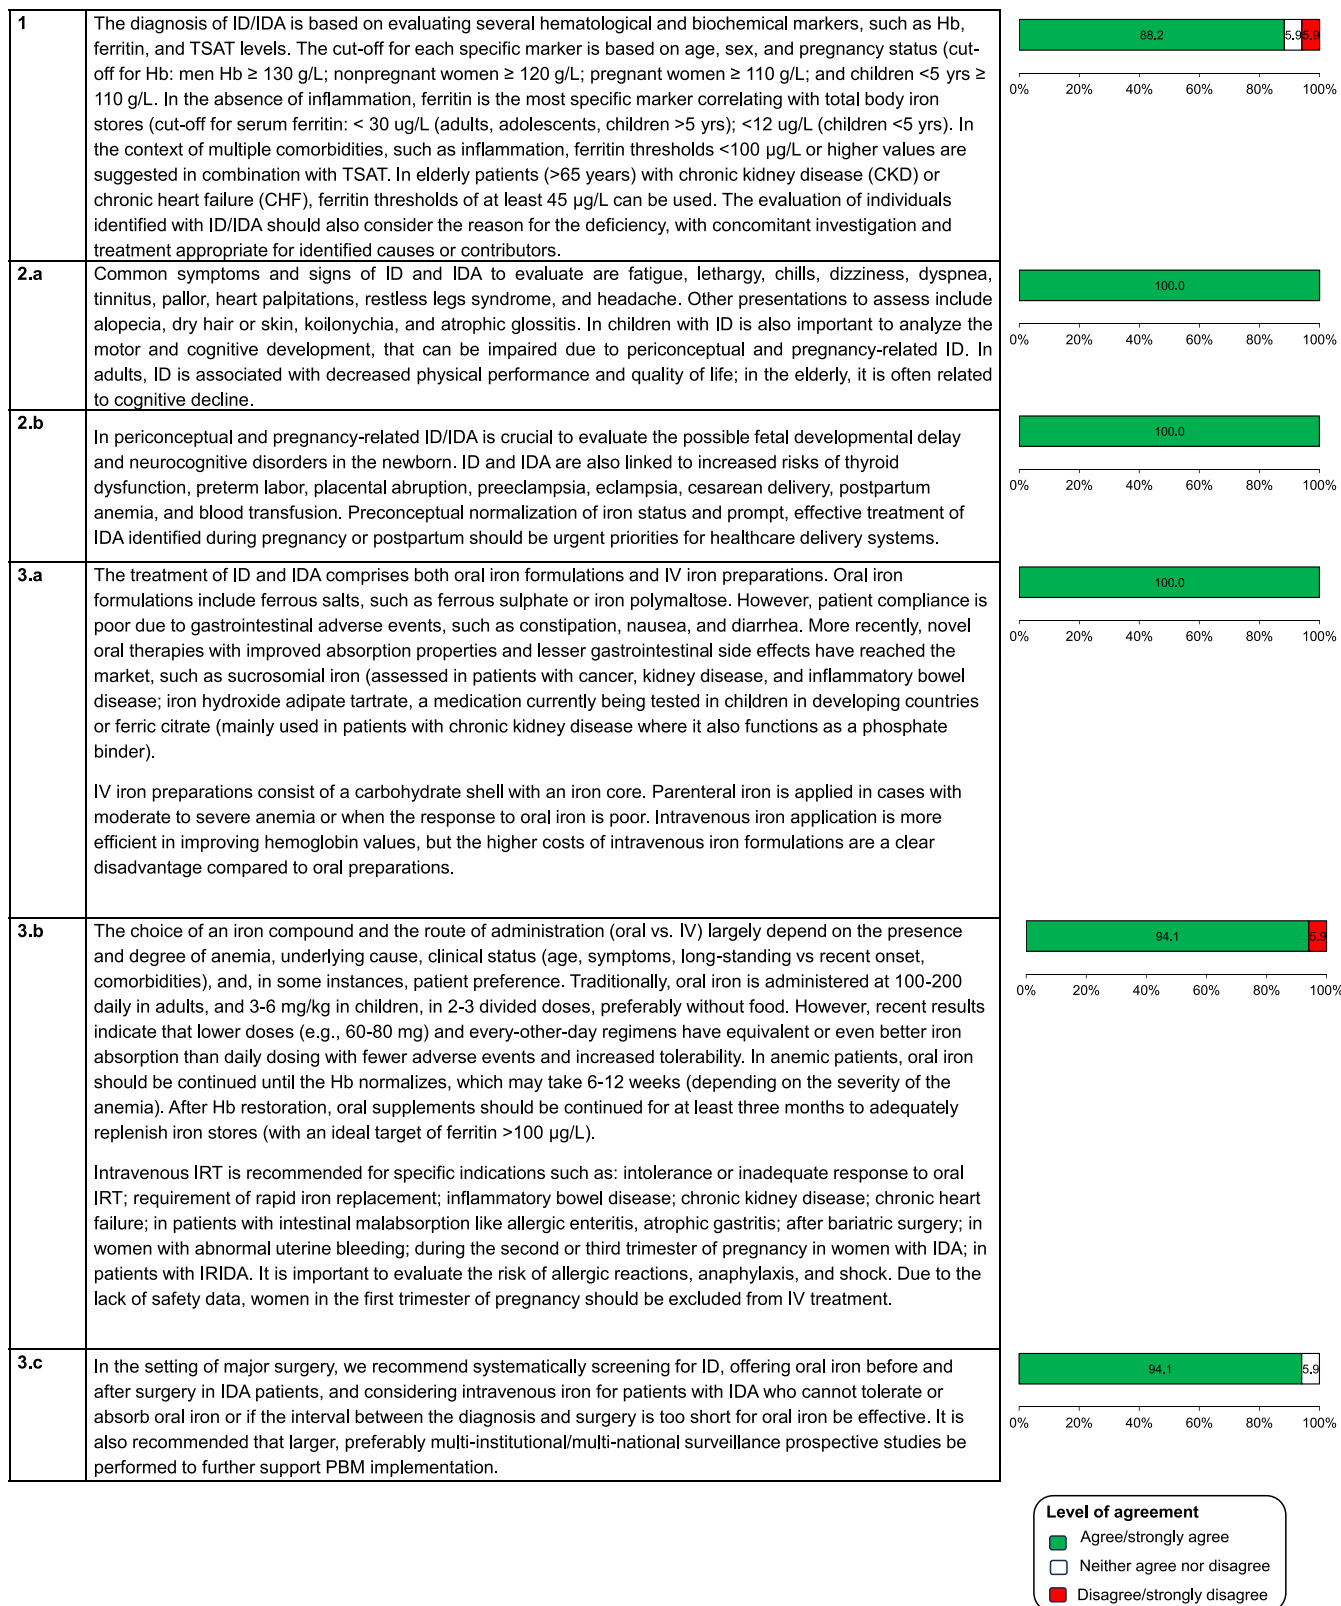 1
The diagnosis of ID/IDA is based on evaluating several hematological and biochemical markers, such as Hb,
ferritin, and TSAT levels. The cut-off for each specific marker is based on age, sex, and pregnancy status (cut-
off for Hb: men Hb ≥ 130 g/L; nonpregnant women ≥ 120 g/L; pregnant women ≥ 110 g/L; and children <5 yrs ≥
110 g/L. In the absence of inflammation, ferritin is the most specific marker correlating with total body iron
stores (cut-off for serum ferritin: < 30 ug/L (adults, adolescents, children >5 yrs); <12 ug/L (children <5 yrs). In
the context of multiple comorbidities, such as inflammation, ferritin thresholds <100 µg/L or higher values are
suggested in combination with TSAT. In elderly patients (>65 years) with chronic kidney disease (CKD) or
chronic heart failure (CHF), ferritin thresholds of at least 45 µg/L can be used. The evaluation of individuals
identified with ID/IDA should also consider the reason for the deficiency, with concomitant investigation and
treatment appropriate for identified causes or contributors.
88.2 5.9 5.9
0% 20% 40% 60% 80% 100%
2.a
Common symptoms and signs of ID and IDA to evaluate are fatigue, lethargy, chills, dizziness, dyspnea,
tinnitus, pallor, heart palpitations, restless legs syndrome, and headache. Other presentations to assess include
alopecia, dry hair or skin, koilonychia, and atrophic glossitis. In children with ID is also important to analyze the
motor and cognitive development, that can be impaired due to periconceptual and pregnancy-related ID. In
adults, ID is associated with decreased physical performance and quality of life; in the elderly, it is often related
to cognitive decline.
100.0
0% 20% 40% 60% 80% 100%
2.b
In periconceptual and pregnancy-related ID/IDA is crucial to evaluate the possible fetal developmental delay
and neurocognitive disorders in the newborn. ID and IDA are also linked to increased risks of thyroid
dysfunction, preterm labor, placental abruption, preeclampsia, eclampsia, cesarean delivery, postpartum
anemia, and blood transfusion. Preconceptual normalization of iron status and prompt, effective treatment of
IDA identified during pregnancy or postpartum should be urgent priorities for healthcare delivery systems.
100.0
0% 20% 40% 60% 80% 100%
3.a
The treatment of ID and IDA comprises both oral iron formulations and IV iron preparations. Oral iron
formulations include ferrous salts, such as ferrous sulphate or iron polymaltose. However, patient compliance is
poor due to gastrointestinal adverse events, such as constipation, nausea, and diarrhea. More recently, novel
oral therapies with improved absorption properties and lesser gastrointestinal side effects have reached the
market, such as sucrosomial iron (assessed in patients with cancer, kidney disease, and inflammatory bowel
disease; iron hydroxide adipate tartrate, a medication currently being tested in children in developing countries
or ferric citrate (mainly used in patients with chronic kidney disease where it also functions as a phosphate
binder).
IV iron preparations consist of a carbohydrate shell with an iron core. Parenteral iron is applied in cases with
moderate to severe anemia or when the response to oral iron is poor. Intravenous iron application is more
efficient in improving hemoglobin values, but the higher costs of intravenous iron formulations are a clear
disadvantage compared to oral preparations.
100.0
0% 20% 40% 60% 80% 100%
3.b
The choice of an iron compound and the route of administration (oral vs. IV) largely depend on the presence
and degree of anemia, underlying cause, clinical status (age, symptoms, long-standing vs recent onset,
comorbidities), and, in some instances, patient preference. Traditionally, oral iron is administered at 100-200
daily in adults, and 3-6 mg/kg in children, in 2-3 divided doses, preferably without food. However, recent results
indicate that lower doses (e.g., 60-80 mg) and every-other-day regimens have equivalent or even better iron
absorption than daily dosing with fewer adverse events and increased tolerability. In anemic patients, oral iron
should be continued until the Hb normalizes, which may take 6-12 weeks (depending on the severity of the
anemia). After Hb restoration, oral supplements should be continued for at least three months to adequately
replenish iron stores (with an ideal target of ferritin >100 µg/L).
Intravenous IRT is recommended for specific indications such as: intolerance or inadequate response to oral
IRT; requirement of rapid iron replacement; inflammatory bowel disease; chronic kidney disease; chronic heart
failure; in patients with intestinal malabsorption like allergic enteritis, atrophic gastritis; after bariatric surgery; in
women with abnormal uterine bleeding; during the second or third trimester of pregnancy in women with IDA; in
patients with IRIDA. It is important to evaluate the risk of allergic reactions, anaphylaxis, and shock. Due to the
lack of safety data, women in the first trimester of pregnancy should be excluded from IV treatment.
94.1 5.9
0% 20% 40% 60% 80% 100%
3.c
In the setting of major surgery, we recommend systematically screening for ID, offering oral iron before and
after surgery in IDA patients, and considering intravenous iron for patients with IDA who cannot tolerate or
absorb oral iron or if the interval between the diagnosis and surgery is too short for oral iron be effective. It is
also recommended that larger, preferably multi-institutional/multi-national surveillance prospective studies be
performed to further support PBM implementation.
94.1 5.9
0% 20% 40% 60% 80% 100%
Level of agreement
Agree/strongly agree
Neither agree nor disagree
Disagree/strongly disagree